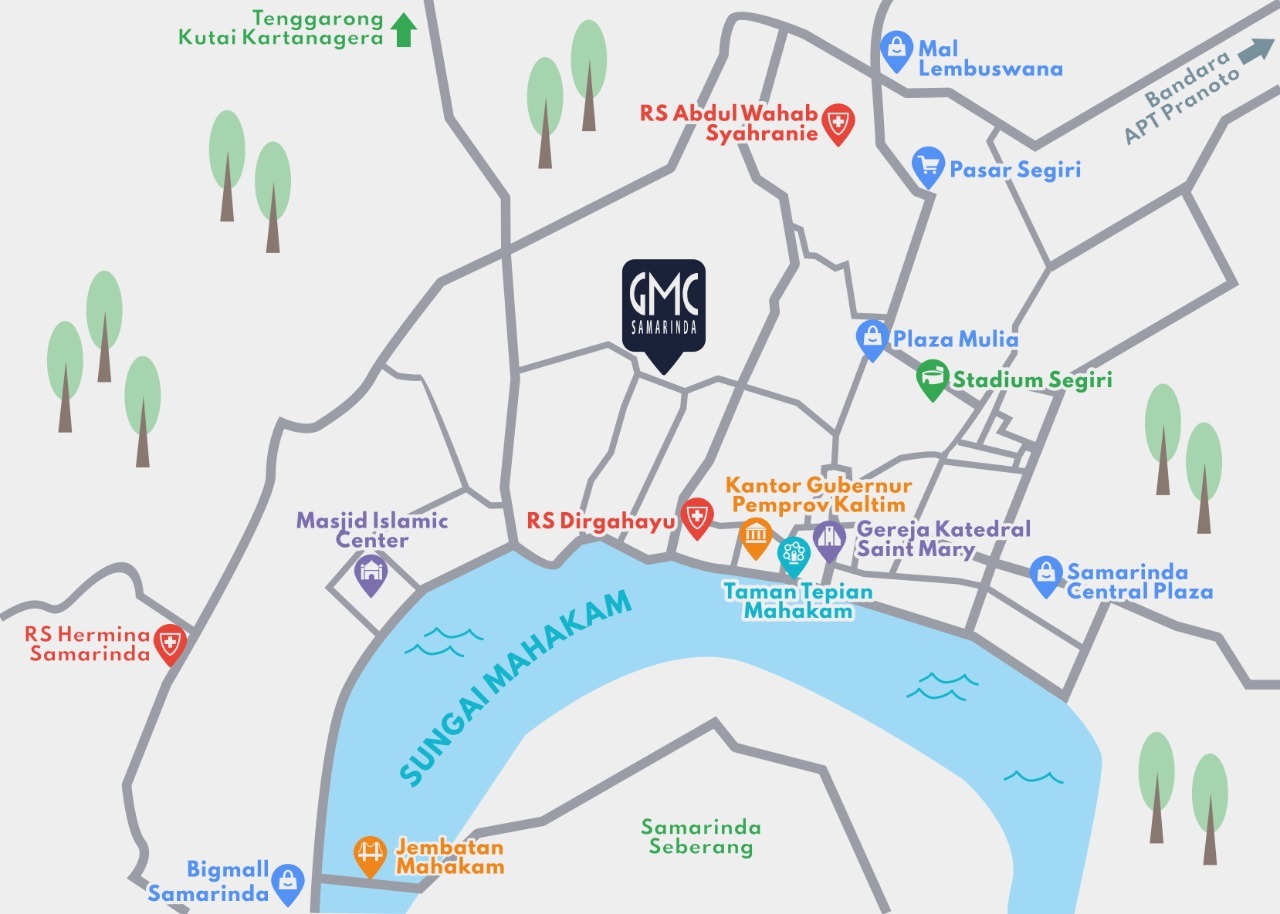 Tenggarong
Kutai Kartanagera
Mal
Lembuswana
Bandara
APT Pranoto
RS Abdul Wahab
Syahranie
Pasar Segiri
GMC
SAMARINDA
Plaza Mulia
Stadium Segiri
Kantor Gubernur
Pemprov Kaltim
RS Dirgahayu
Masjid Islamic
Center
Gereja Katedral
Saint Mary
Samarinda
Central Plaza
Taman Tepian
Mahakam
RS Hermina
Samarinda
SUNGAI MAHAKAM
Samarinda
Seberang
Jembatan
Mahakam
Bigmall
Samarinda